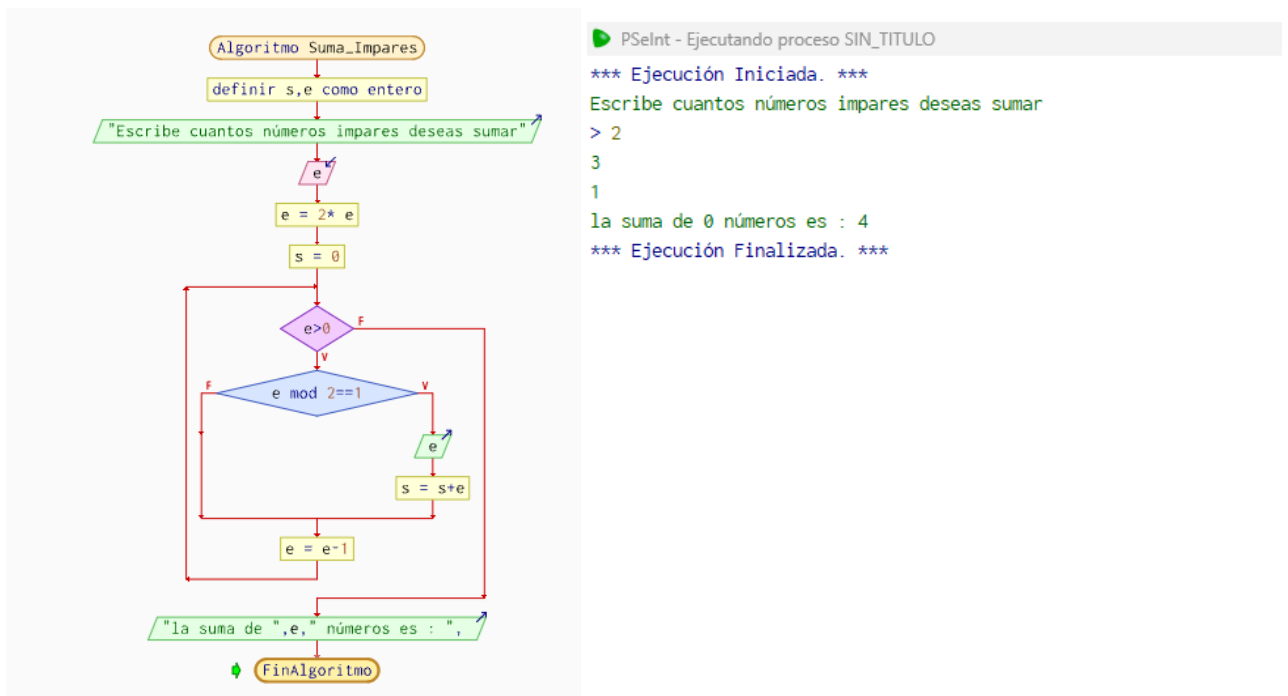 Algoritmo Suma_Impares
definir s,e como entero
"Escribe cuantos números impares deseas sumar"
e
e = 2* e
s = 0
e>0
F
V
e mod 2==1
F
V
e
s = s+e
e = e-1
"la suma de ",e," números es : ",
FinAlgoritmo
PSeInt - Ejecutando proceso SIN_TITULO
*** Ejecución Iniciada. ***
Escribe cuantos números impares deseas sumar
> 2
3
1
la suma de 0 números es : 4
*** Ejecución Finalizada. ***